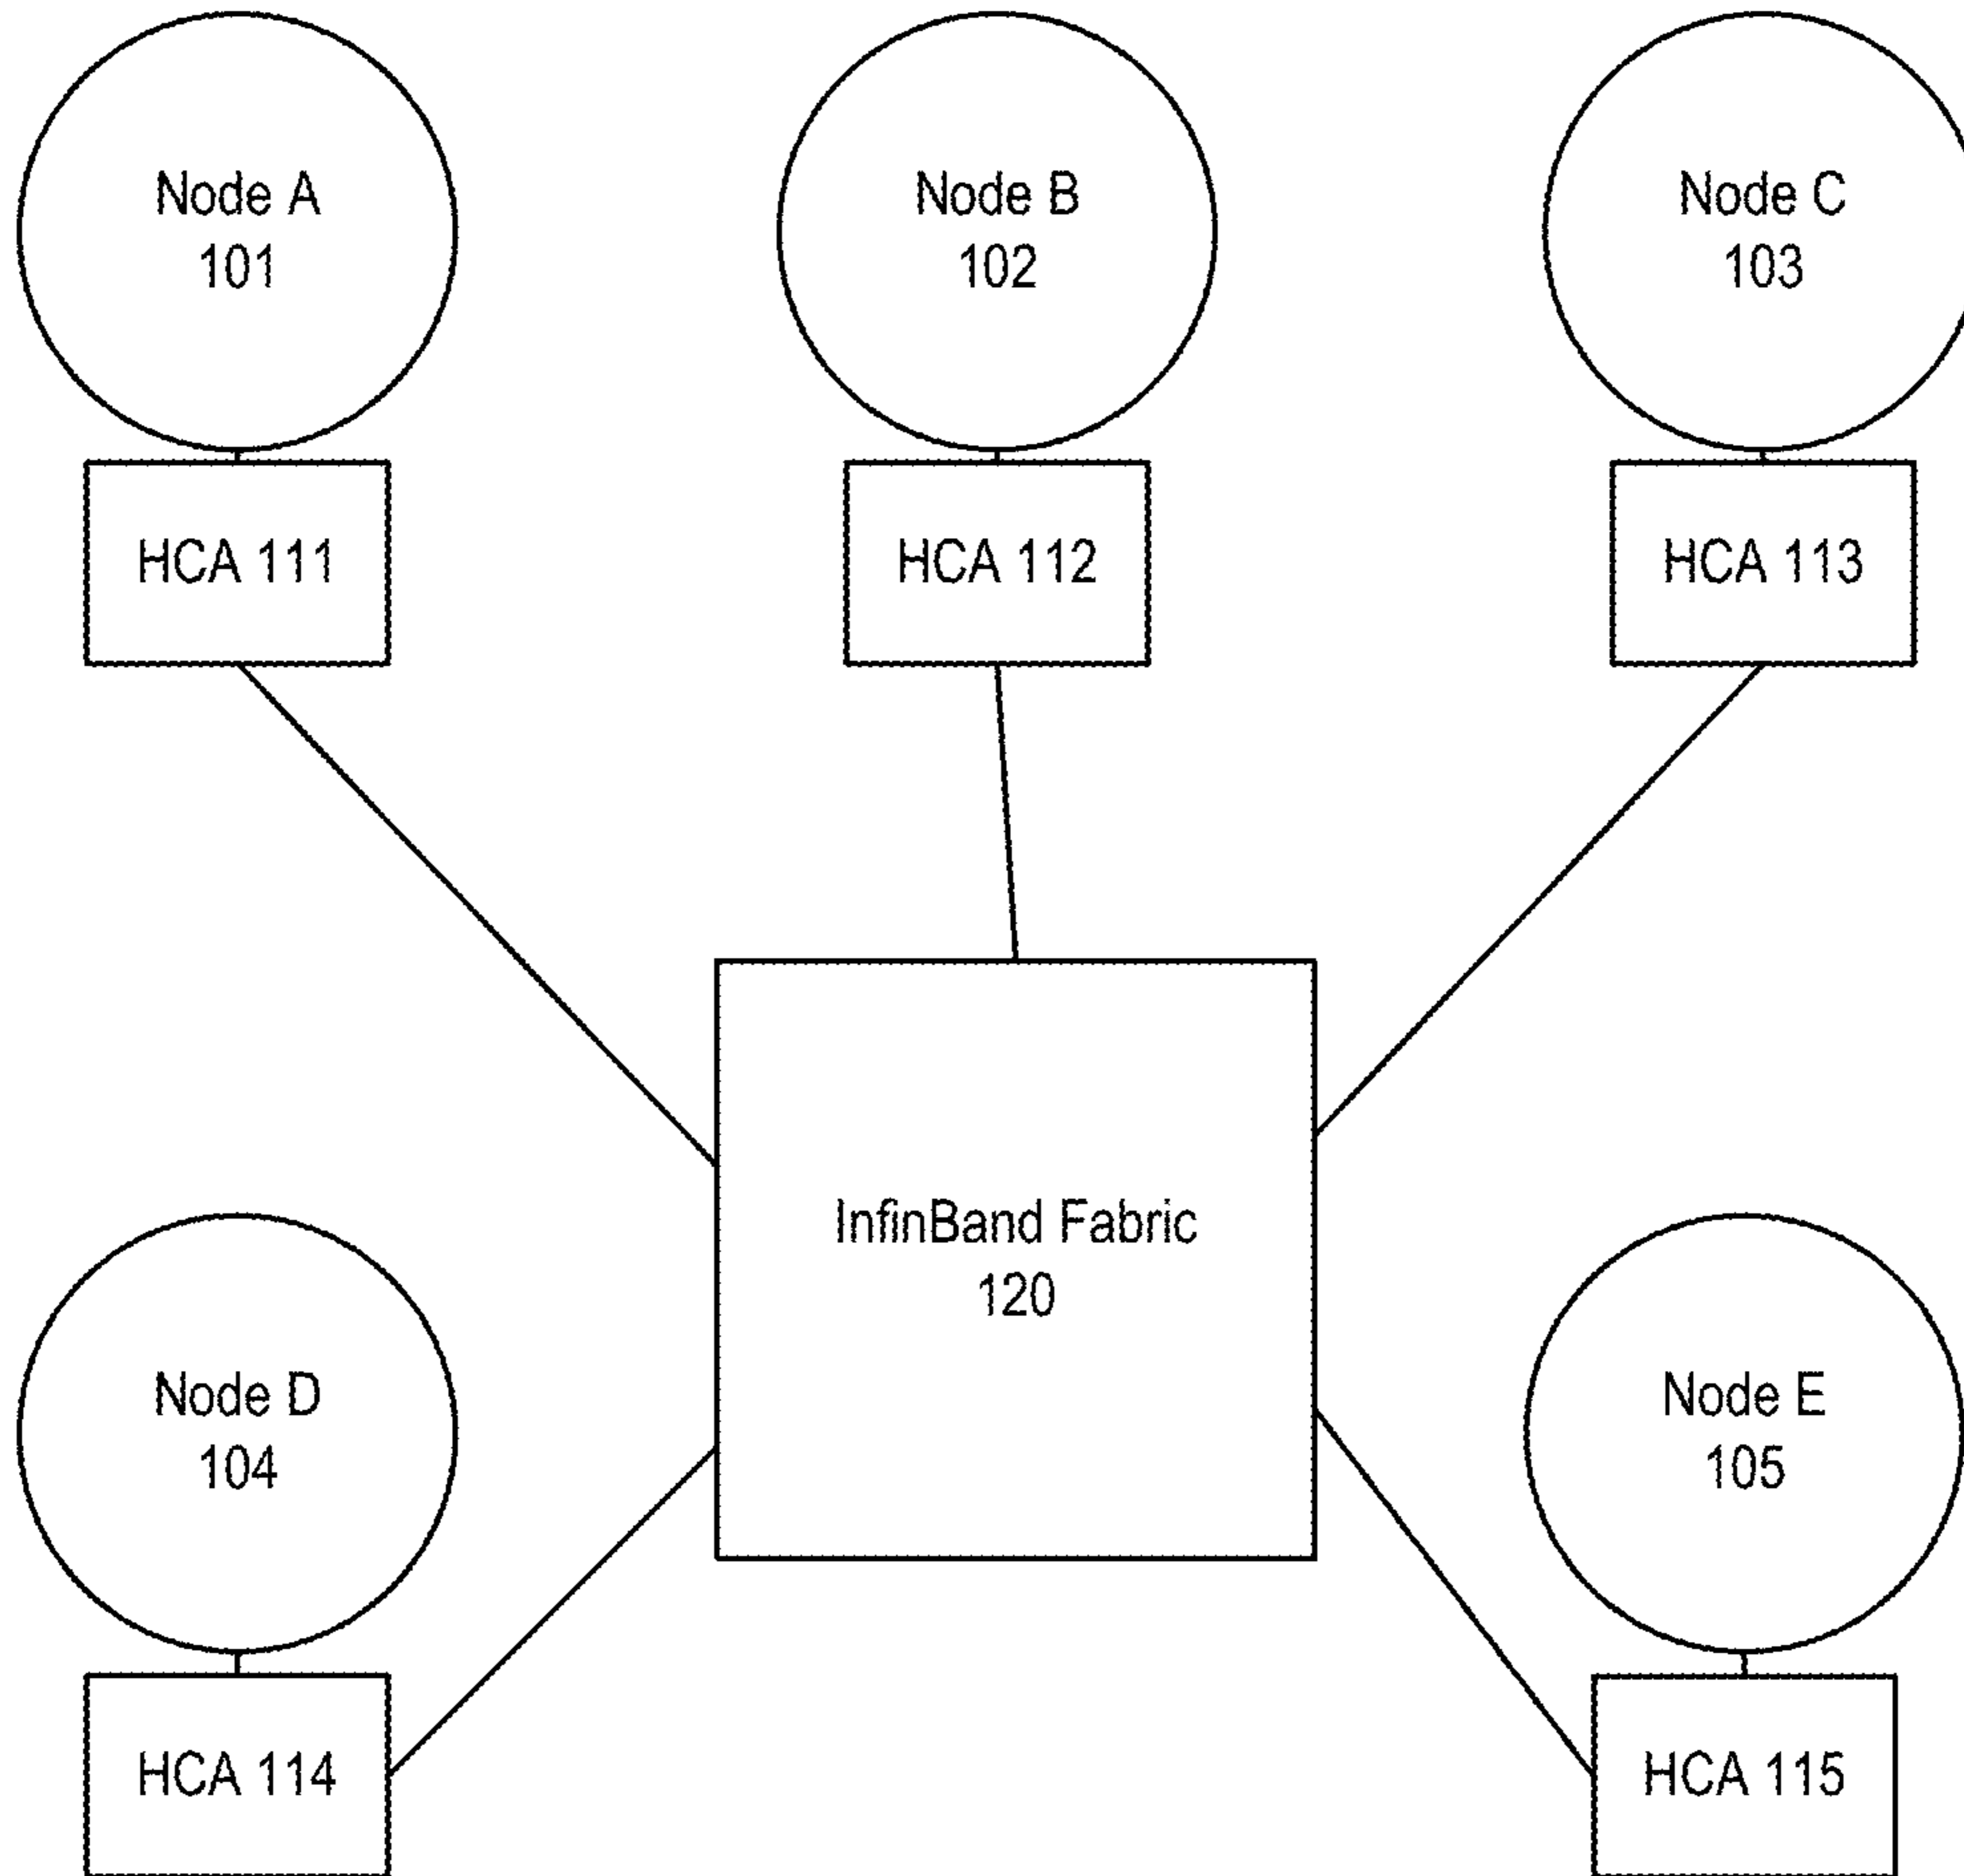 Node A
101
Node B
102
Node C
103
HCA 111
HCA 112
HCA 113
InfinBand Fabric
120
Node D
104
Node E
105
HCA 114
HCA 115